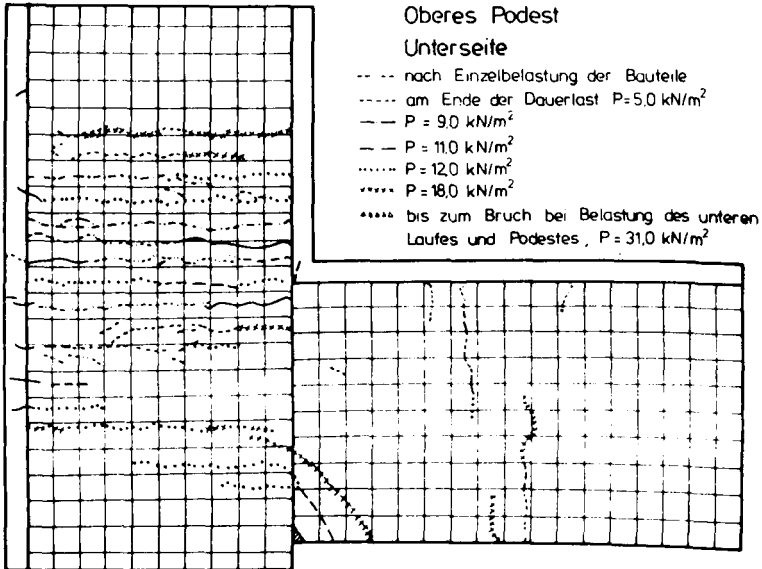 Oberes Podest
Unterseite
nach Einzelbelastung der Bauteile
am Ende der Dauerlast P=5,0 kN/m²
P = 9,0 kN/m²
P = 11,0 kN/m²
P = 12,0 kN/m²
P = 18,0 kN/m²
bis zum Bruch bei Belastung des unteren
Laufes und Podestes, P = 31,0 kN/m²